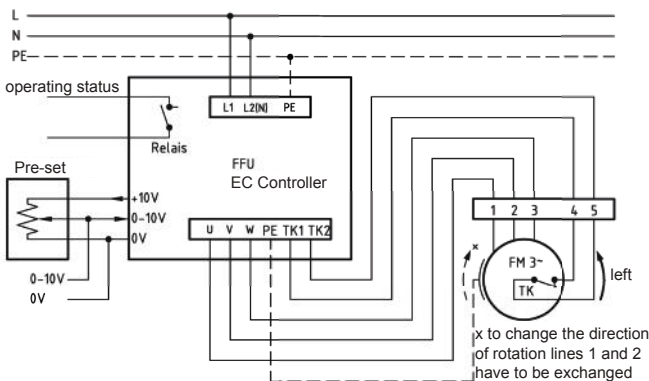 L
N
PE
operating status
L1 L2(N) PE
Relais
FFU
EC Controller
Pre-set
+10V
0-10V
0V
U V W PE TK1 TK2
0-10V
0V
1 2 3 4 5
x
FM 3~
TK
left
x to change the direction
of rotation lines 1 and 2
have to be exchanged